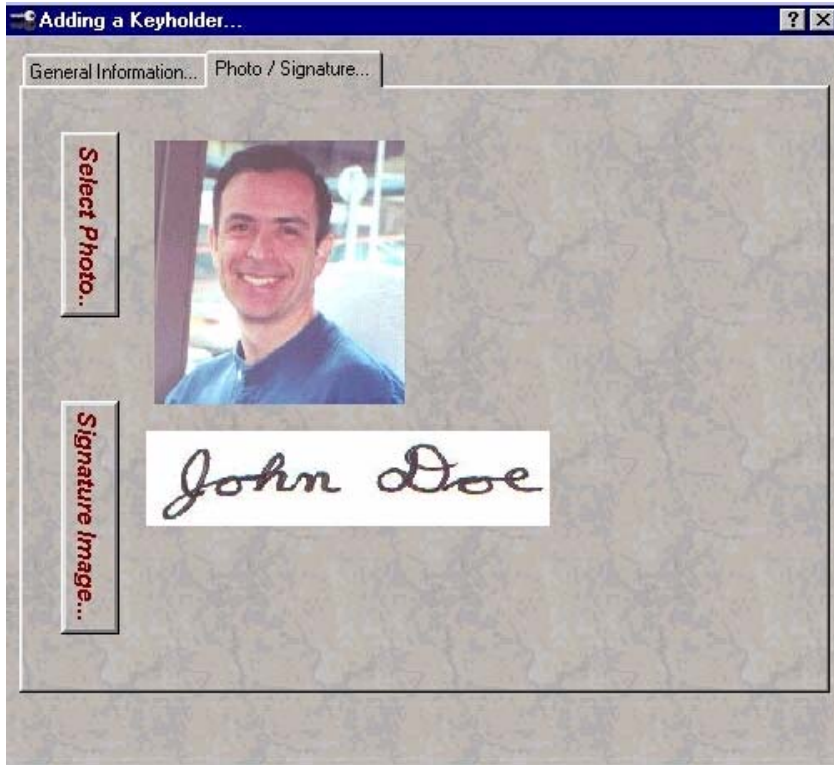 Adding a Keyholder...
General Information...
Photo / Signature...
Select Photo..
Signature Image...
John Doe